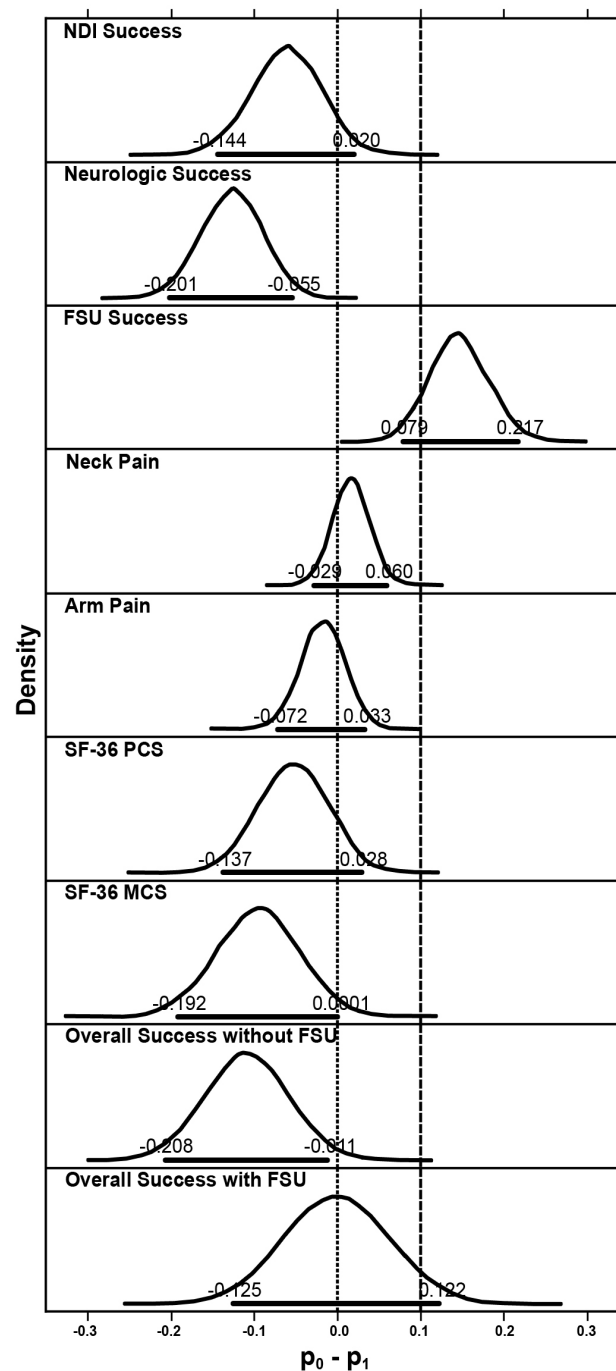 NDI Success
-0.144 0.020
Neurologic Success
-0.201 -0.055
FSU Success
0.079 0.217
Neck Pain
-0.029 0.060
Arm Pain
-0.072 0.033
SF-36 PCS
-0.137 0.028
SF-36 MCS
-0.192 0.0001
Overall Success without FSU
-0.208 -0.011
Overall Success with FSU
-0.125 0.122
Density
-0.3 -0.2 -0.1 0.0 0.1 0.2 0.3
p₀ - p₁